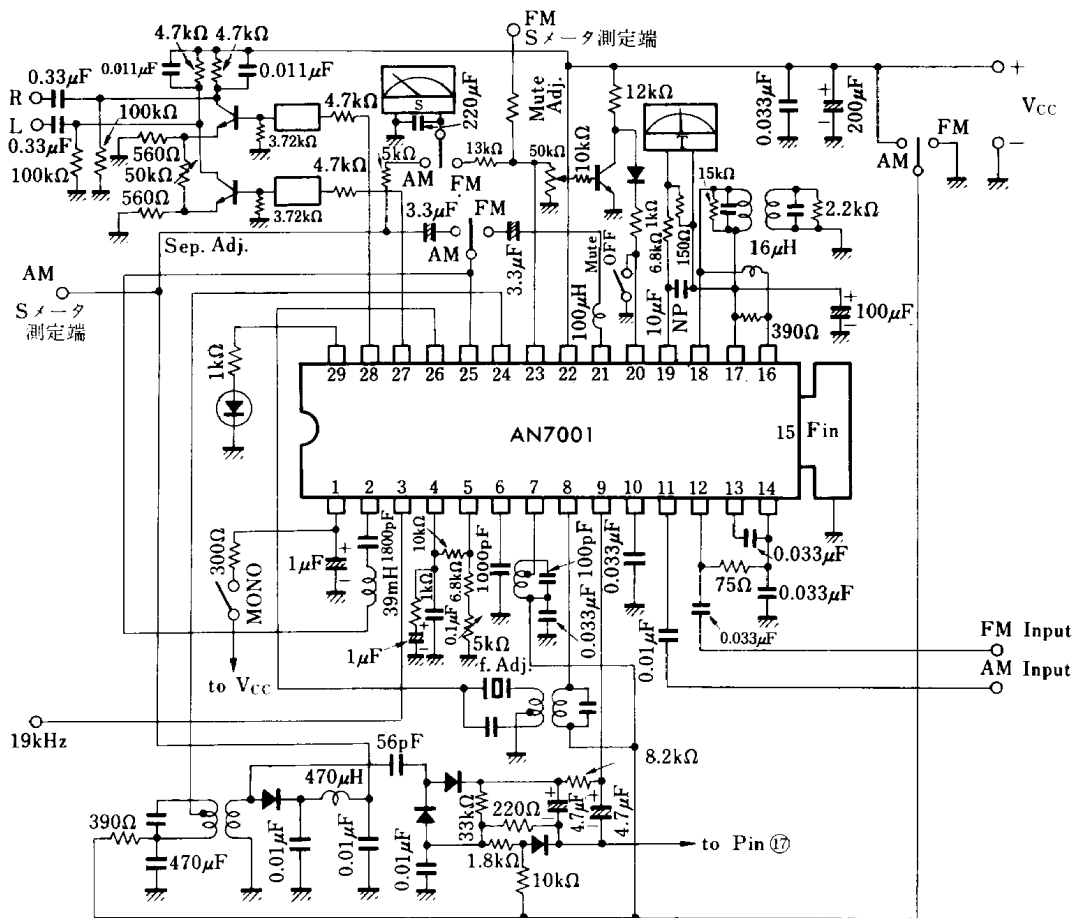 FM
Sメータ測定端
4.7kΩ 4.7kΩ
0.011μF
0.011μF
0.33μF
R
L
0.33μF
100kΩ
100kΩ
560Ω
50kΩ
560Ω
3.72kΩ
3.72kΩ
4.7kΩ
4.7kΩ
Sep. Adj.
S
220μF
5kΩ
AM
FM
13kΩ
3.3μF
FM
AM
3.3μF
Mute Adj.
50kΩ
10kΩ
12kΩ
1kΩ
Mute OFF
100μH
T
6.8kΩ
150Ω
10μF
NP
15kΩ
16μH
2.2kΩ
390Ω
100μF
+
−
0.033μF
200μF
+
−
AM
FM
+
VCC
−
AM
Sメータ
測定端
1kΩ
29 28 27 26 25 24 23 22 21 20 19 18 17 16
AN7001
15 Fin
1 2 3 4 5 6 7 8 9 10 11 12 13 14
300Ω
MONO
to VCC
1μF
+
−
1800pF
39mH
10kΩ
1kΩ
1μF
+
−
0.1μF
6.8kΩ
5kΩ
f. Adj.
1000pF
100pF
0.033μF
0.033μF
0.01μF
75Ω
0.033μF
0.033μF
0.033μF
FM Input
AM Input
19kHz
56pF
470μH
390Ω
470μF
0.01μF
0.01μF
0.01μF
33kΩ
220Ω
1.8kΩ
10kΩ
+
4.7μF
−
+
4.7μF
−
8.2kΩ
to Pin⑰